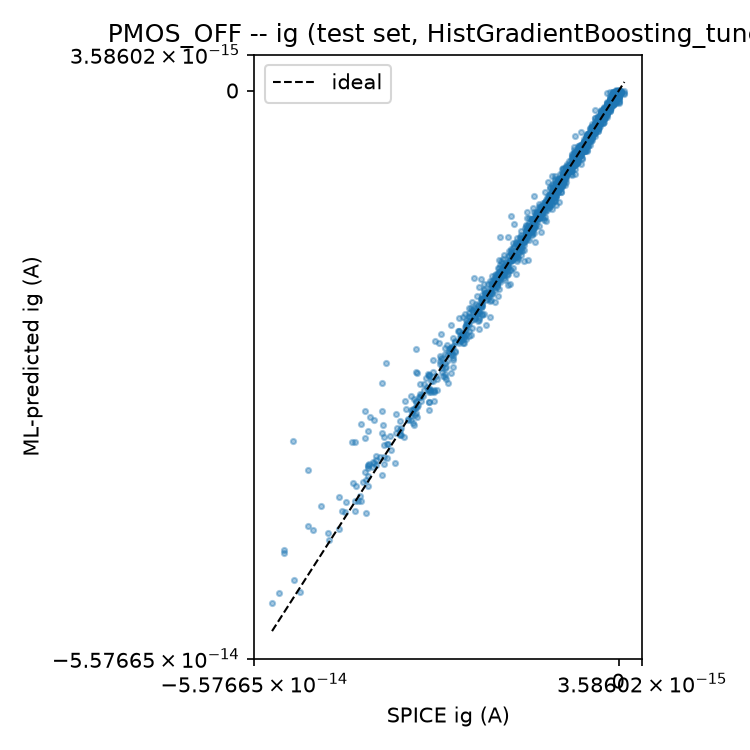 PMOS_OFF -- ig (test set, HistGradientBoosting_tune
3.58602 × 10⁻¹⁵
0
ideal
ML-predicted ig (A)
−5.57665 × 10⁻¹⁴
−5.57665 × 10⁻¹⁴
0
3.58602 × 10⁻¹⁵
SPICE ig (A)